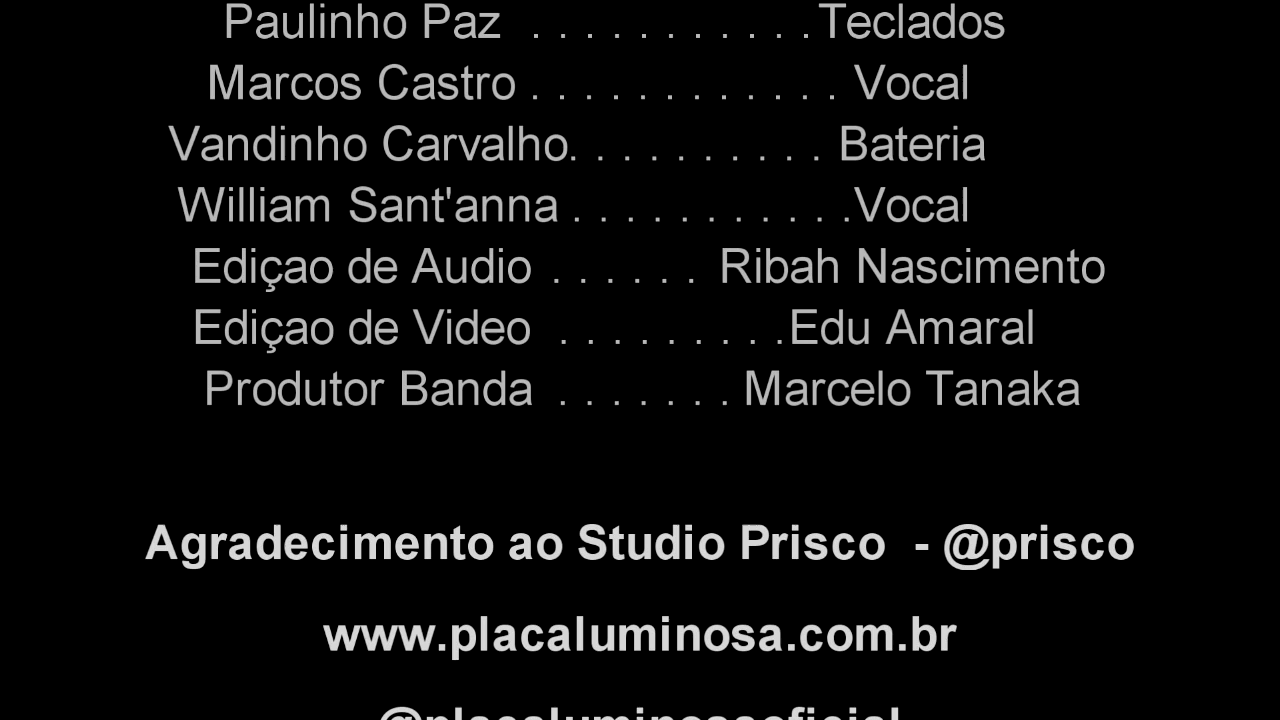 Paulinho Paz . . . . . . . . . . .Teclados
Marcos Castro . . . . . . . . . . . . Vocal
Vandinho Carvalho. . . . . . . . . . Bateria
William Sant'anna . . . . . . . . . . .Vocal
Ediçao de Audio . . . . . . Ribah Nascimento
Ediçao de Video . . . . . . . . .Edu Amaral
Produtor Banda . . . . . . . Marcelo Tanaka
Agradecimento ao Studio Prisco - @prisco
www.placaluminosa.com.br
@placaluminosaoficial